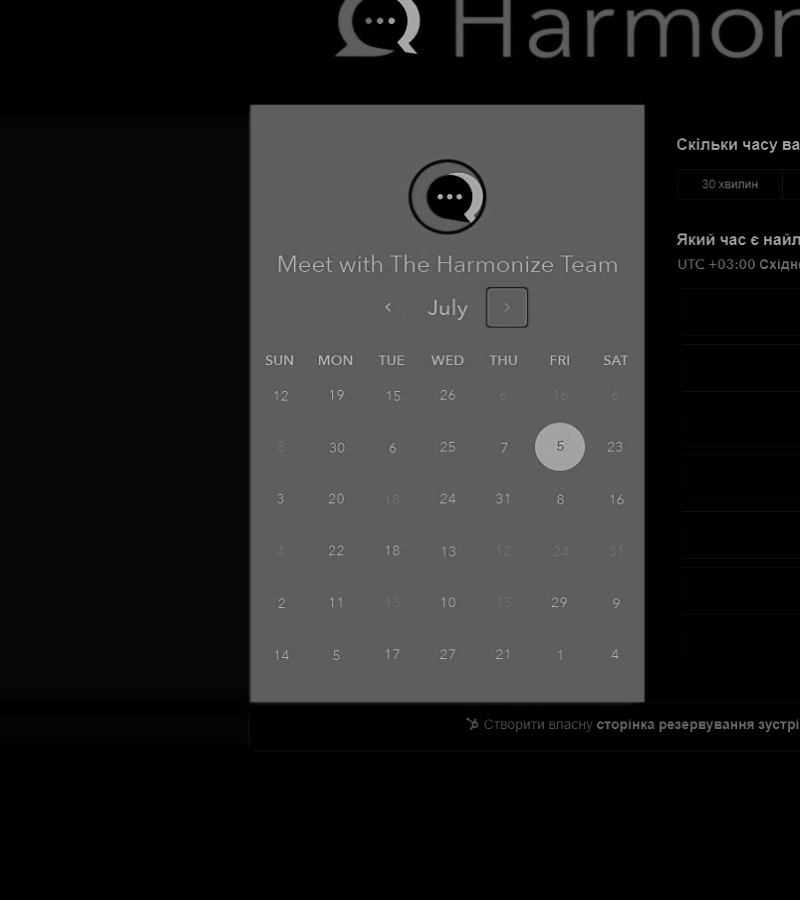 Harmon
Meet with The Harmonize Team
July
SUN MON TUE WED THU FRI SAT
12 19 15 26 6 16 6
8 30 6 25 7 5 23
3 20 18 24 31 8 16
4 22 18 13 12 24 31
2 11 13 10 15 29 9
14 5 17 27 21 1 4
Скільки часу ва
30 хвилин
Який час є найл
UTC +03:00 Східн
Створити власну сторінка резервування зустрі